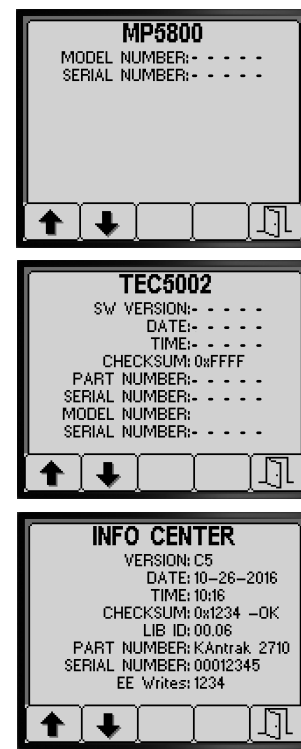 MP5800
MODEL NUMBER:- - - - -
SERIAL NUMBER:- - - - -
TEC5002
SW VERSION:- - - - -
DATE:- - - - -
TIME:- - - - -
CHECKSUM: 0xFFFF
PART NUMBER:- - - - -
SERIAL NUMBER:- - - - -
MODEL NUMBER:
SERIAL NUMBER:- - - - -
INFO CENTER
VERSION: C5
DATE: 10-26-2016
TIME: 10:16
CHECKSUM: 0x1234 -OK
LIB ID: 00.06
PART NUMBER: KAntrak 2710
SERIAL NUMBER: 00012345
EE Writes: 1234